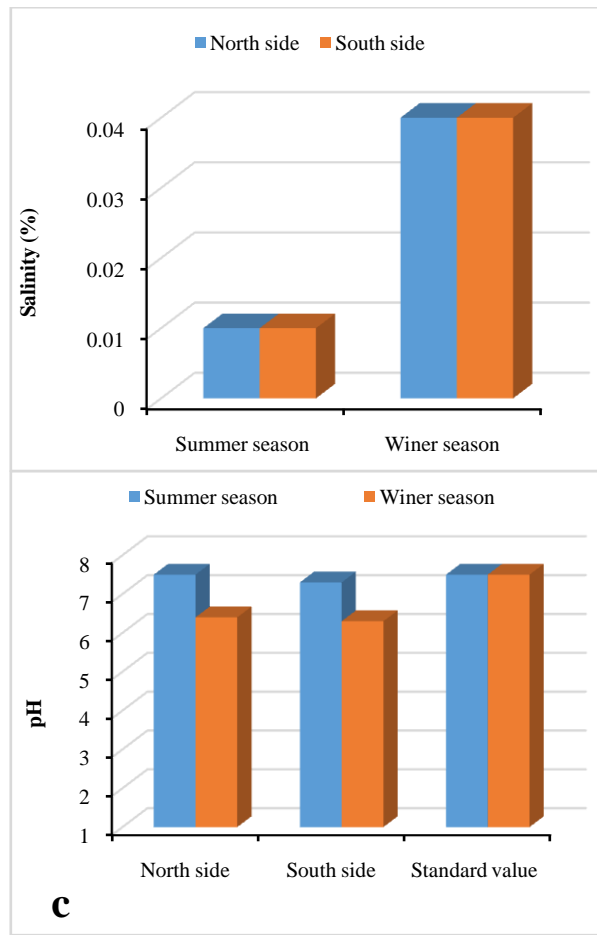 North side South side
0.04
0.03
0.02
0.01
0
Salinity (%)
Summer season Winer season
Summer season Winer season
8
7
6
5
4
3
2
1
pH
North side South side Standard value
c